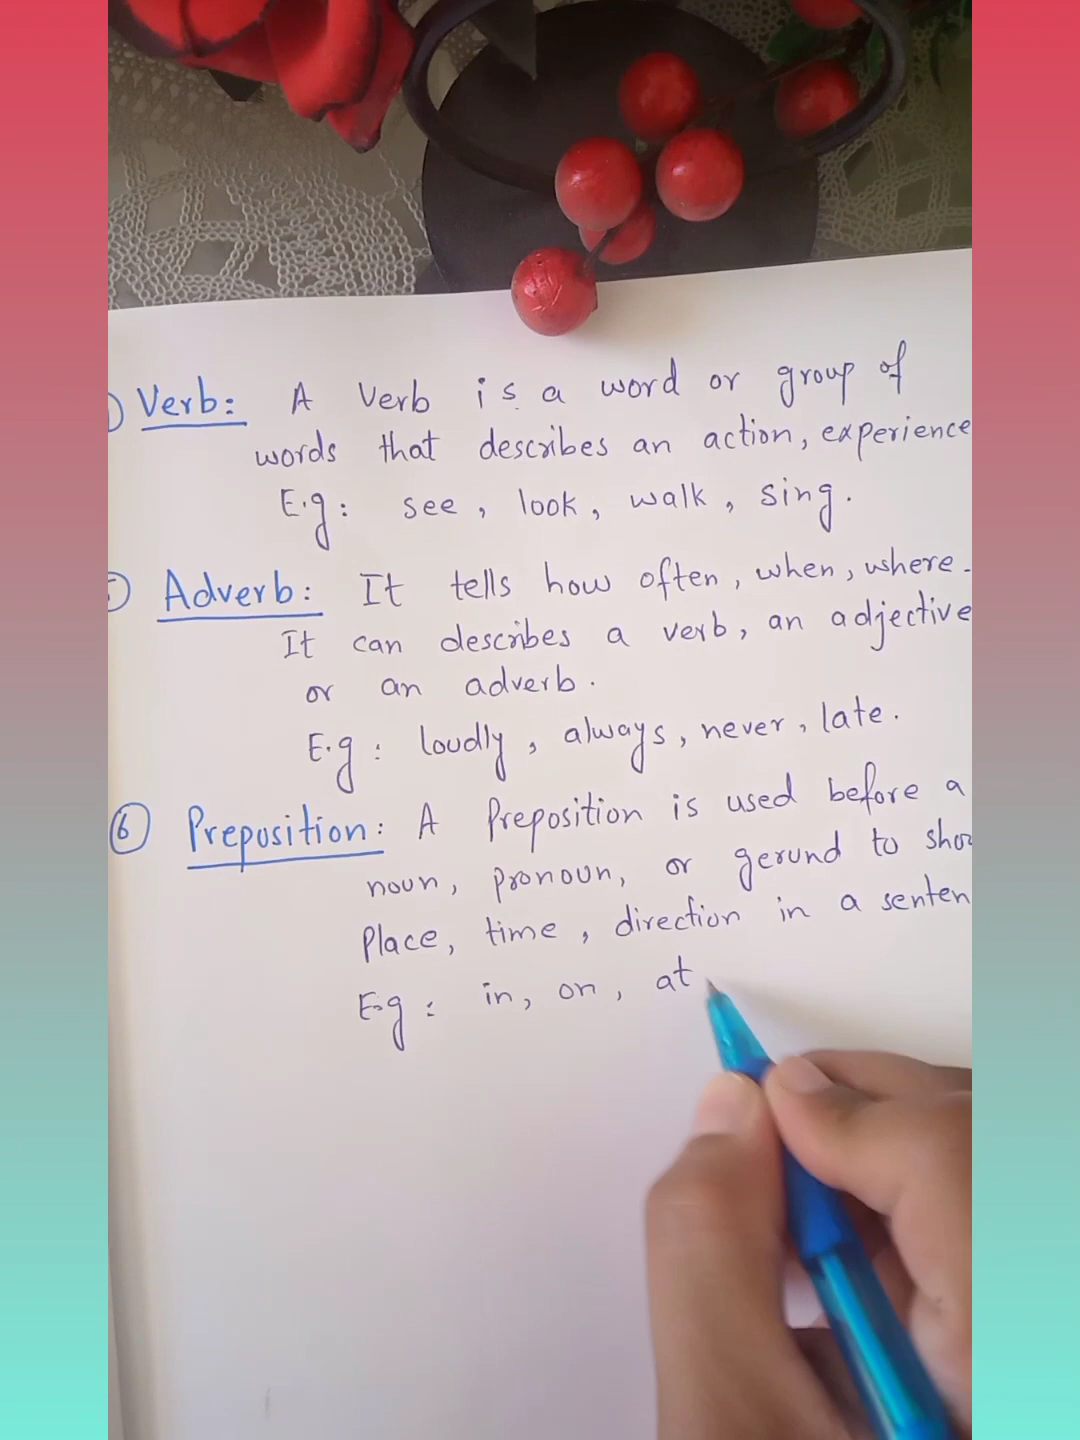 Verb: A Verb is a word or group of
words that describes an action, experience
E.g: see, look, walk, sing.
Adverb: It tells how often, when, where.
It can describes a verb, an adjective
or an adverb.
E.g: loudly, always, never, late.
6 Preposition: A Preposition is used before a
noun, pronoun, or gerund to
Place, time, direction in a
E.g: in, on, at